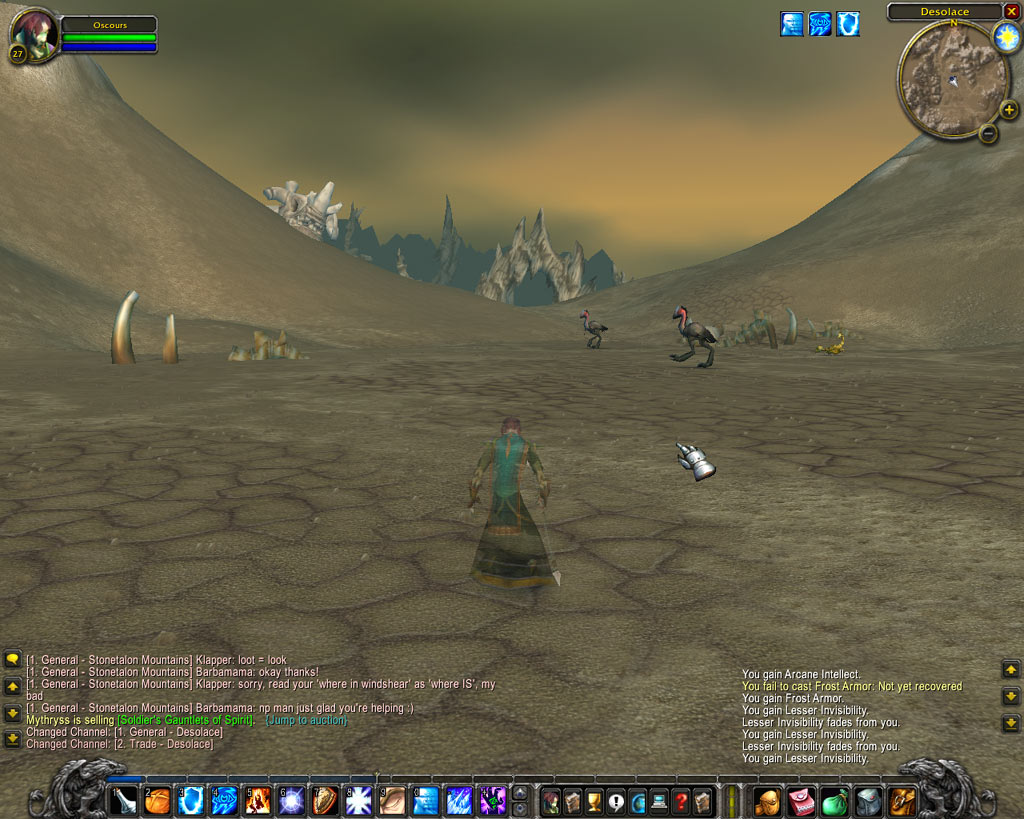 Oscours
27
Desolace
N
[1. General - Stonetalon Mountains] Klapper: loot = look
[1. General - Stonetalon Mountains] Barbamama: okay thanks!
[1. General - Stonetalon Mountains] Klapper: sorry, read your 'where in windshear' as 'where IS', my
bad
[1. General - Stonetalon Mountains] Barbamama: np man just glad you're helping :)
Mythryss is selling [Soldier's Gauntlets of Spirit]. {Jump to auction}
Changed Channel: [1. General - Desolace]
Changed Channel: [2. Trade - Desolace]
You gain Arcane Intellect.
You fail to cast Frost Armor: Not yet recovered
You gain Frost Armor.
You gain Lesser Invisibility.
Lesser Invisibility fades from you.
You gain Lesser Invisibility.
Lesser Invisibility fades from you.
You gain Lesser Invisibility.
1 2 3 4 5 6 7 8 9 0